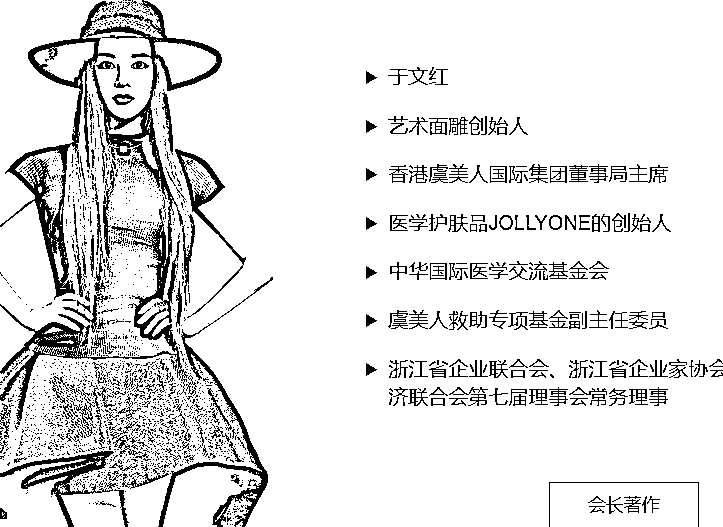 于文红
艺术面雕创始人
香港虞美人国际集团董事局主席
医学护肤品JOLLYONE的创始人
中华国际医学交流基金会
虞美人救助专项基金副主任委员
浙江省企业联合会、浙江省企业家协会
济联合会第七届理事会常务理事
会长著作